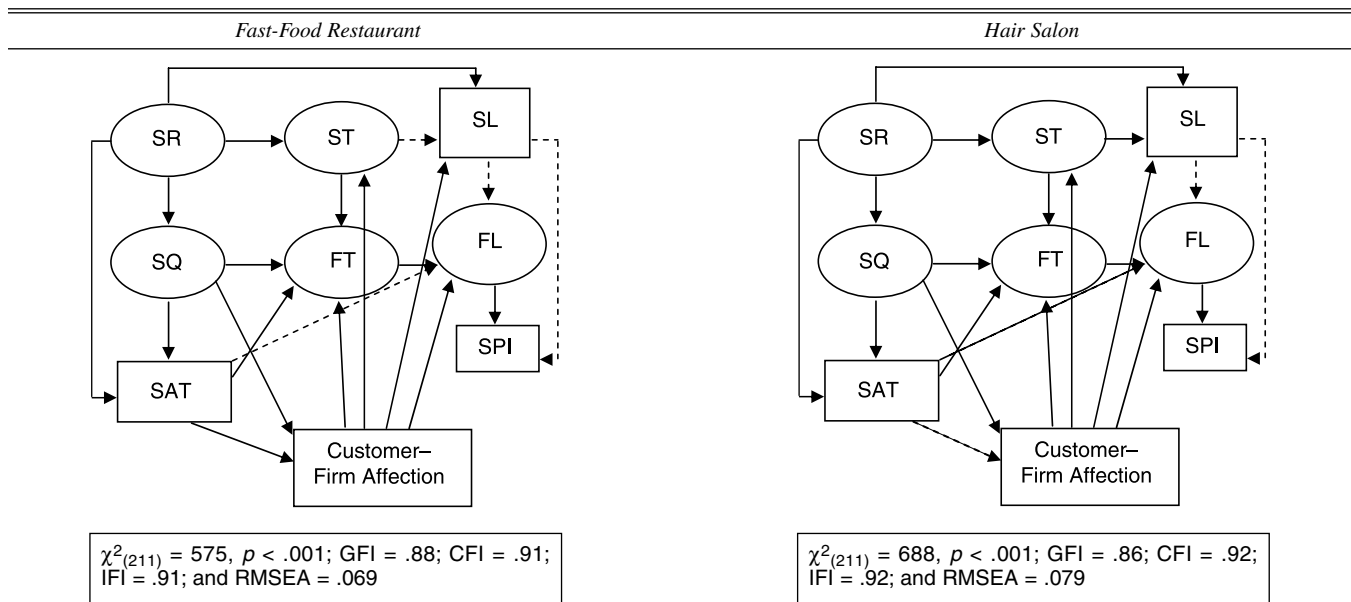 Fast-Food Restaurant
SR
ST
SL
SQ
FT
FL
SAT
SPI
Customer–
Firm Affection
χ²(211) = 575, p < .001; GFI = .88; CFI = .91;
IFI = .91; and RMSEA = .069
Hair Salon
SR
ST
SL
SQ
FT
FL
SAT
SPI
Customer–
Firm Affection
χ²(211) = 688, p < .001; GFI = .86; CFI = .92;
IFI = .92; and RMSEA = .079